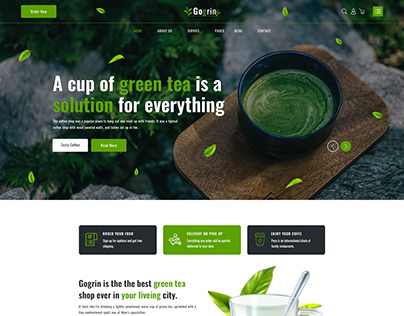 Order Now
Gogrin
HOME
ABOUT US
SERVICE
PAGES
BLOG
CONTACT
A cup of green tea is a
solution for everything
The coffee shop was a regular place to hang out and meet up with friends. It was a typical
coffee shop with wood paneled walls, and tables set up in the.
Tasty Coffee
Read More
ORDER YOUR FOOD
Sign up for updates and get free
shipping.
DELIVERY OR PICK UP
Everything you order will be quickly
delivered to your door.
ENJOY YOUR COFFE
Peua is an international chain of
family restaurants.
Gogrin is the the best green tea
shop ever in your liveing city.
It feels like I'm drinking a lightly sweetened, warm cup of green tea, sprinkled with a
tiny condiment spoft, one of Mom's specialties.